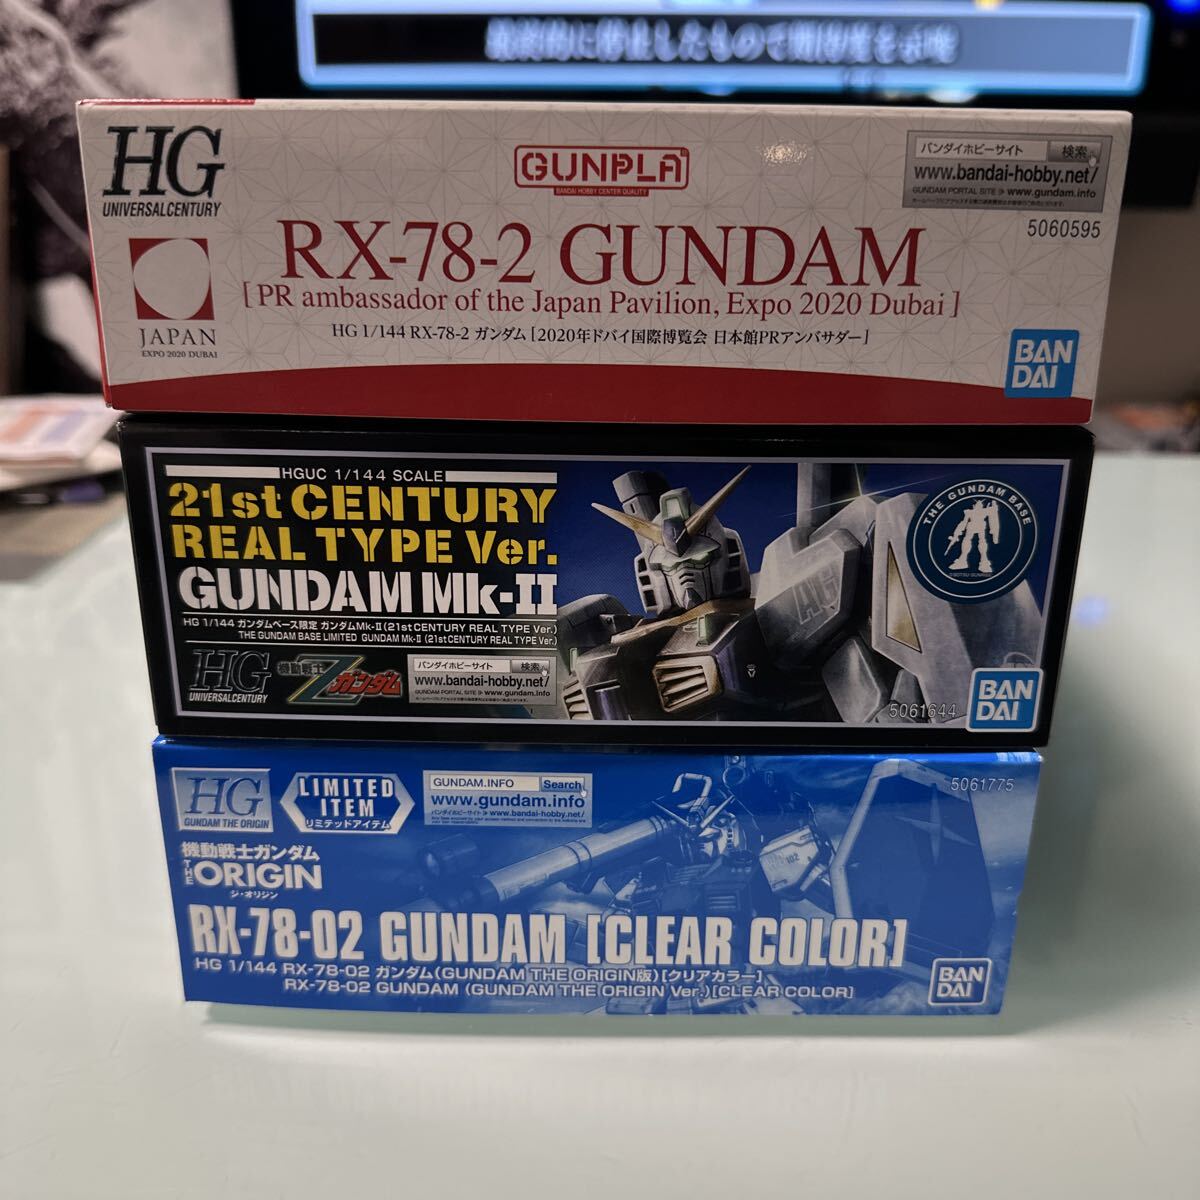 HG
UNIVERSALCENTURY
GUNPLA
BANDAI HOBBY CENTER QUALITY
バンダイホビーサイト 検索
www.bandai-hobby.net/
GUNDAM PORTAL SITE ≫ www.gundam.info
5060595
RX-78-2 GUNDAM
[PR ambassador of the Japan Pavilion, Expo 2020 Dubai]
HG 1/144 RX-78-2 ガンダム [2020年ドバイ国際博覧会 日本館PRアンバサダー]
JAPAN
EXPO 2020 DUBAI
BAN
DAI
HGUC 1/144 SCALE
21st CENTURY
REAL TYPE Ver.
GUNDAM Mk-II
HG 1/144 ガンダムベース限定 ガンダムMk-II (21st CENTURY REAL TYPE Ver.)
THE GUNDAM BASE LIMITED GUNDAM Mk-II (21st CENTURY REAL TYPE Ver.)
HG
UNIVERSALCENTURY
機動戦士
Zガンダム
バンダイホビーサイト 検索
www.bandai-hobby.net/
GUNDAM PORTAL SITE ≫ www.gundam.info
AG
THE GUNDAM BASE
©SOTSU·SUNRISE
5061644
BAN
DAI
HG
GUNDAM THE ORIGIN
LIMITED
ITEM
リミテッドアイテム
GUNDAM.INFO Search
www.gundam.info
バンダイホビーサイト ≫ www.bandai-hobby.net/
5061775
機動戦士ガンダム
THE ORIGIN
ジ・オリジン
102
RX-78-02 GUNDAM [CLEAR COLOR]
HG 1/144 RX-78-02 ガンダム(GUNDAM THE ORIGIN版)[クリアカラー]
RX-78-02 GUNDAM (GUNDAM THE ORIGIN Ver.)[CLEAR COLOR]
BAN
DAI